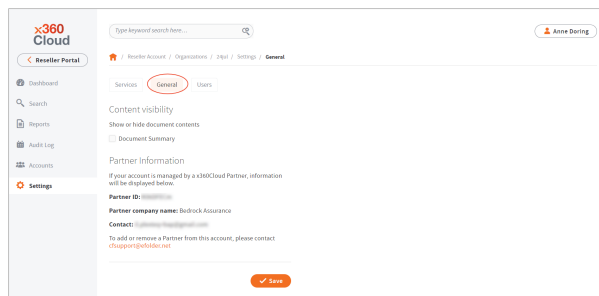 x360
Cloud
Type keyword search here ...
Anne Doring
Reseller Portal
/ Reseller Account / Organizations / 24jul / Settings / General
Dashboard
Search
Reports
Audit Log
Accounts
Settings
Services
General
Users
Content visibility
Show or hide document contents
Document Summary
Partner Information
If your account is managed by a x360Cloud Partner, information
will be displayed below.
Partner ID:
Partner company name: Bedrock Assurance
Contact:
To add or remove a Partner from this account, please contact
cfsupport@efolder.net
Save